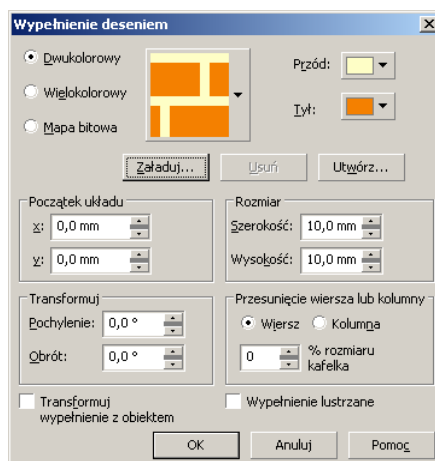 Wypełnienie deseniem
Dwukolorowy
Wielokolorowy
Mapa bitowa
Przód:
Tył:
Załaduj...
Usuń
Utwórz...
Początek układu
x: 0,0 mm
y: 0,0 mm
Rozmiar
Szerokość: 10,0 mm
Wysokość: 10,0 mm
Transformuj
Pochylenie: 0,0 °
Obrót: 0,0 °
Przesunięcie wiersza lub kolumny
Wiersz Kolumna
0 % rozmiaru
kafelka
Transformuj
wypełnienie z obiektem
Wypełnienie lustrzane
OK Anuluj Pomoc